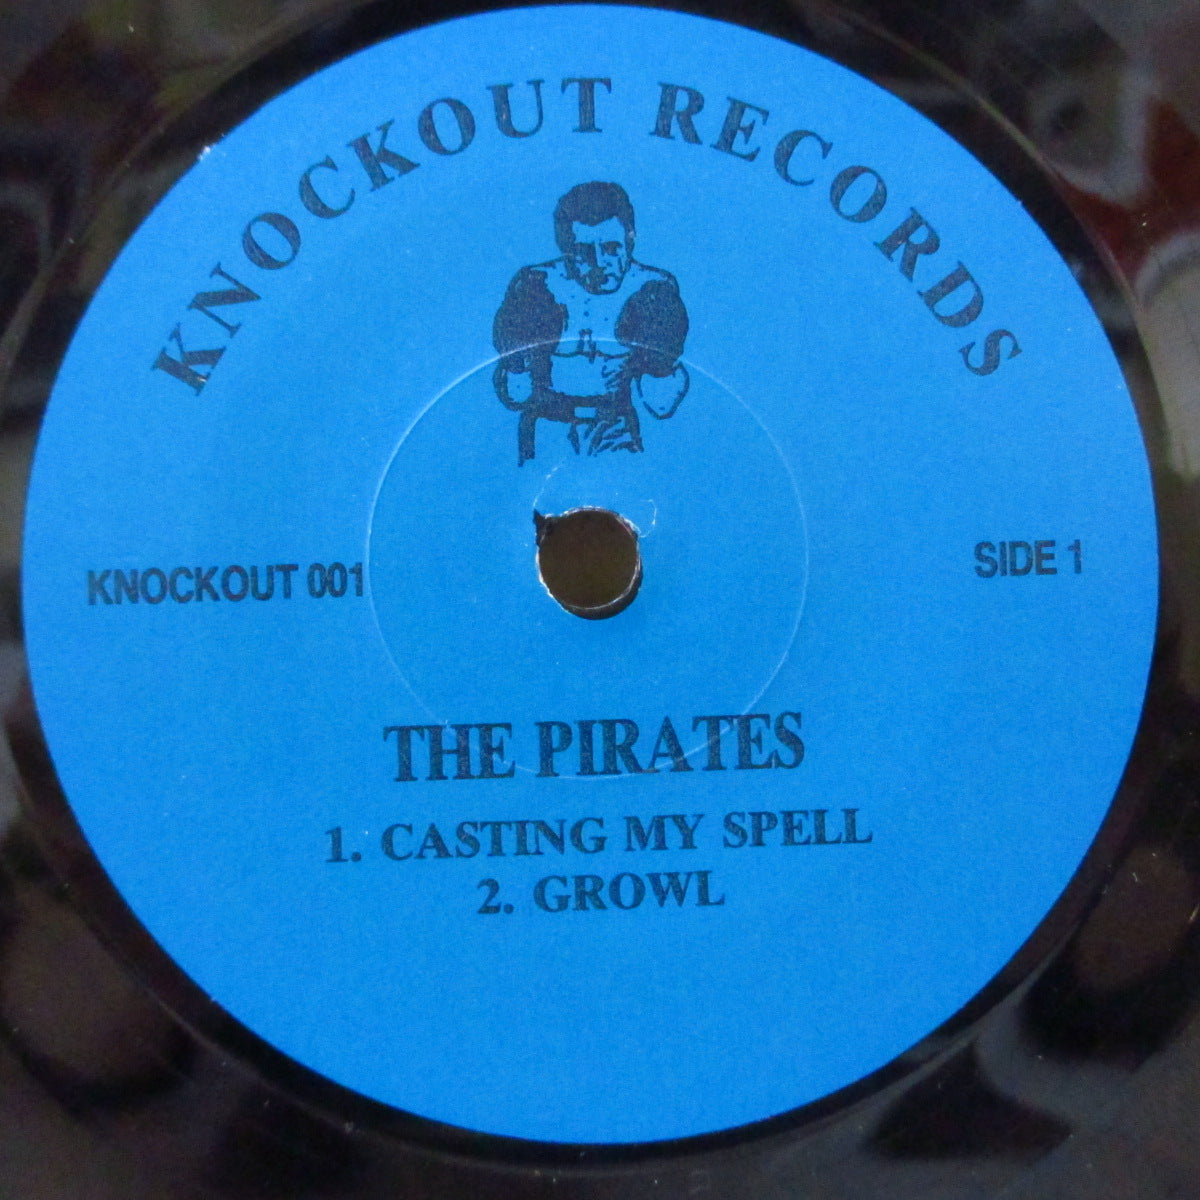 KNOCKOUT RECORDS
KNOCKOUT 001
SIDE 1
THE PIRATES
1. CASTING MY SPELL
2. GROWL